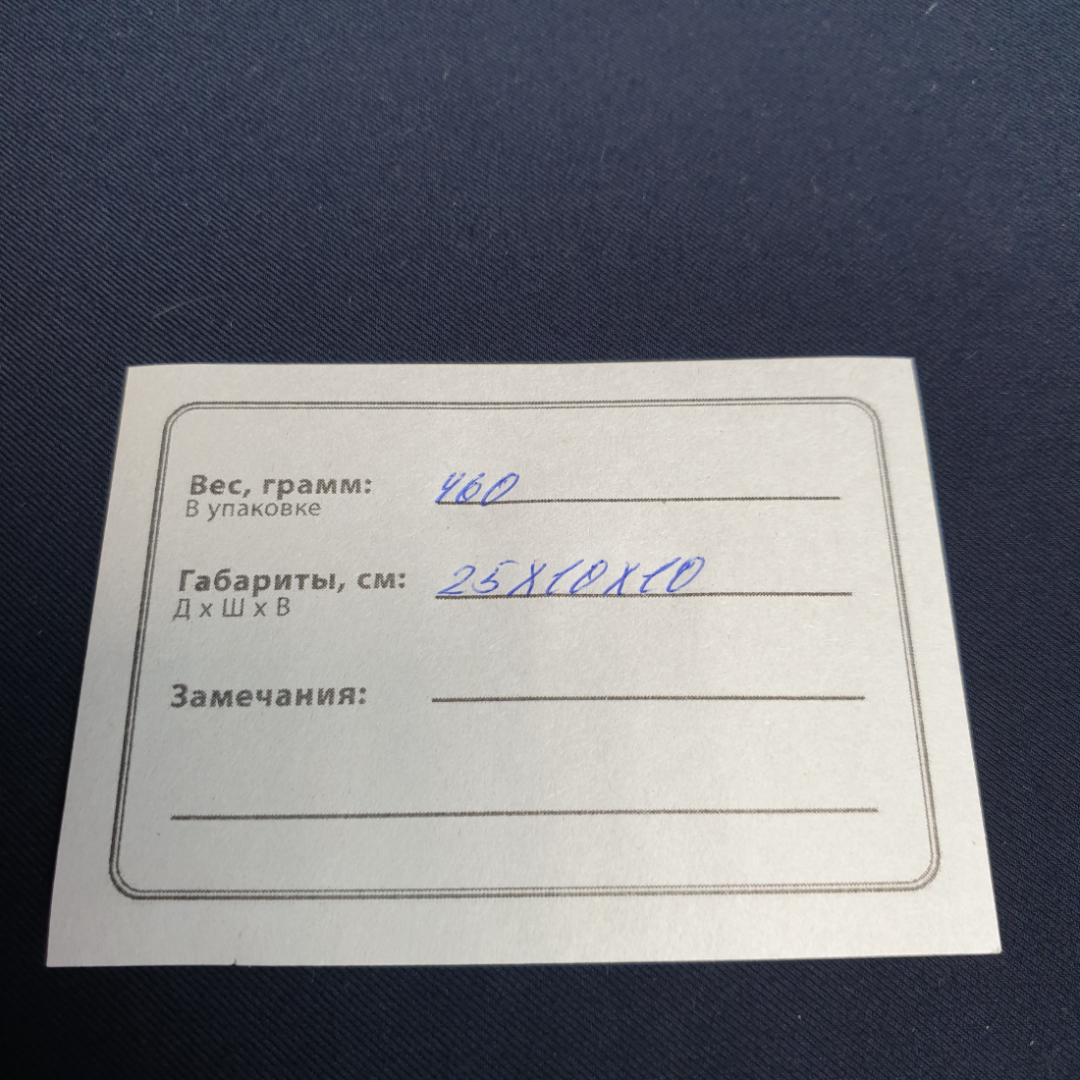 Вес, грамм: 460
В упаковке
Габариты, см: 25X10X10
Д x Ш x В
Замечания: